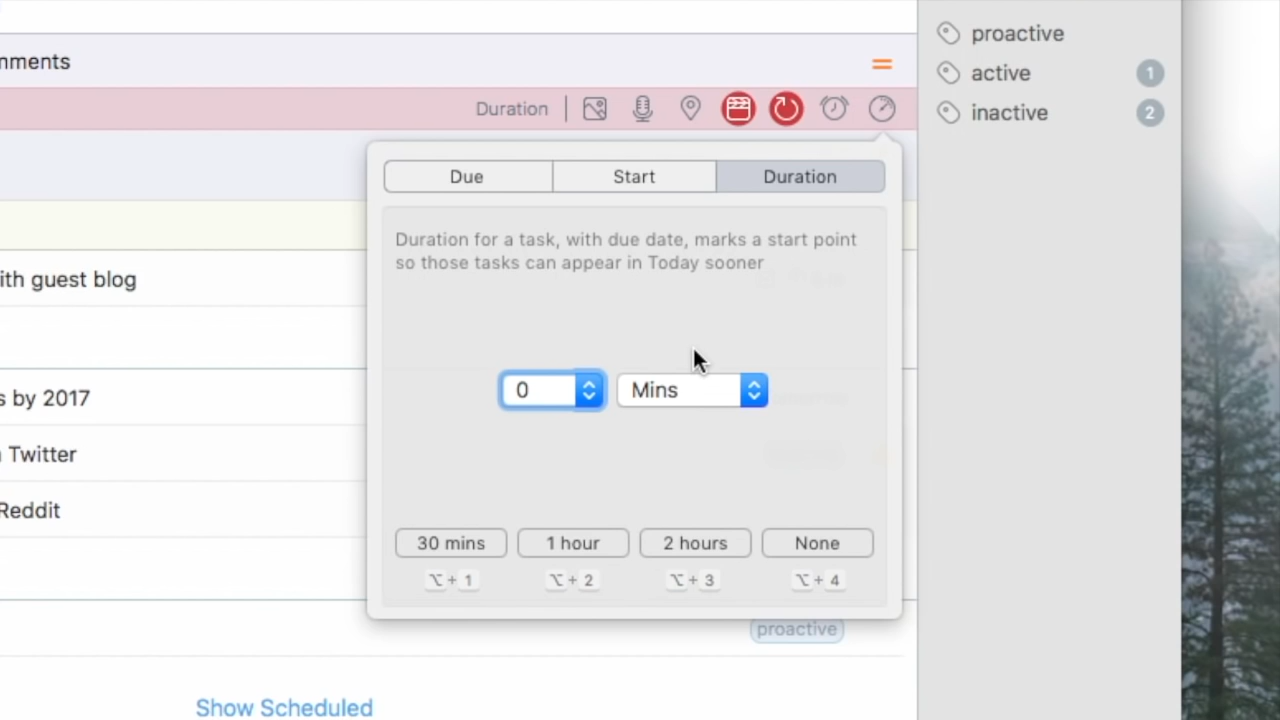 mments
Duration
Due
Start
Duration
Duration for a task, with due date, marks a start point
so those tasks can appear in Today sooner
0
Mins
30 mins
1 hour
2 hours
None
⌥ + 1
⌥ + 2
⌥ + 3
⌥ + 4
ith guest blog
s by 2017
Twitter
Reddit
proactive
Show Scheduled
proactive
active
1
inactive
2